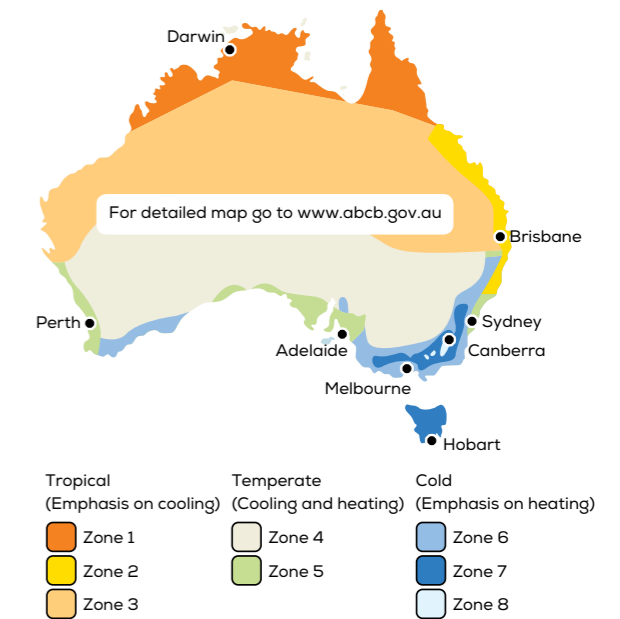 Darwin
For detailed map go to www.abcb.gov.au
Brisbane
Perth
Sydney
Adelaide
Canberra
Melbourne
Hobart
Tropical
(Emphasis on cooling)
Zone 1
Zone 2
Zone 3
Temperate
(Cooling and heating)
Zone 4
Zone 5
Cold
(Emphasis on heating)
Zone 6
Zone 7
Zone 8